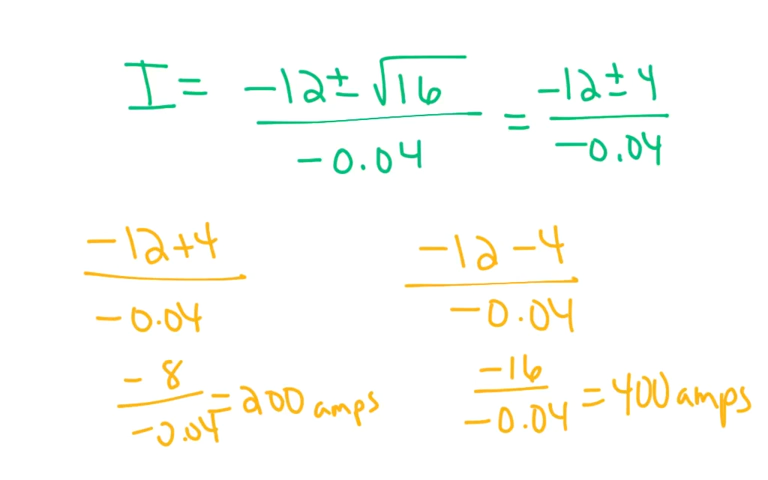 I = -12 ± √16 / -0.04 = -12 ± 4 / -0.04
-12+4 / -0.04
-12-4 / -0.04
-8 / -0.04 = 200 amps
-16 / -0.04 = 400 amps